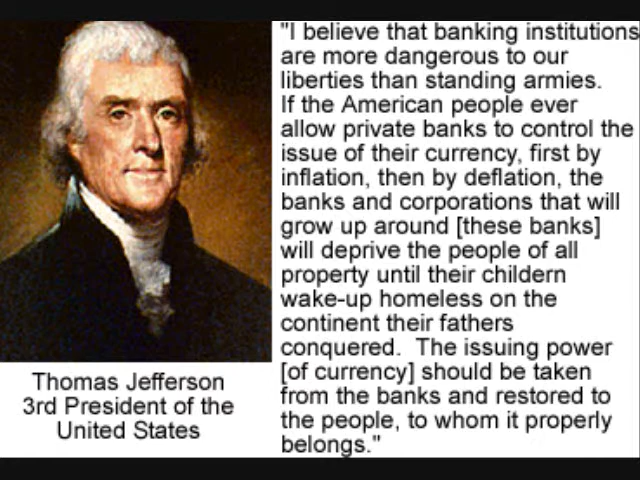 "I believe that banking institutions
are more dangerous to our
liberties than standing armies.
If the American people ever
allow private banks to control the
issue of their currency, first by
inflation, then by deflation, the
banks and corporations that will
grow up around [these banks]
will deprive the people of all
property until their childern
wake-up homeless on the
continent their fathers
conquered.  The issuing power
[of currency] should be taken
from the banks and restored to
the people, to whom it properly
belongs."
Thomas Jefferson
3rd President of the
United States